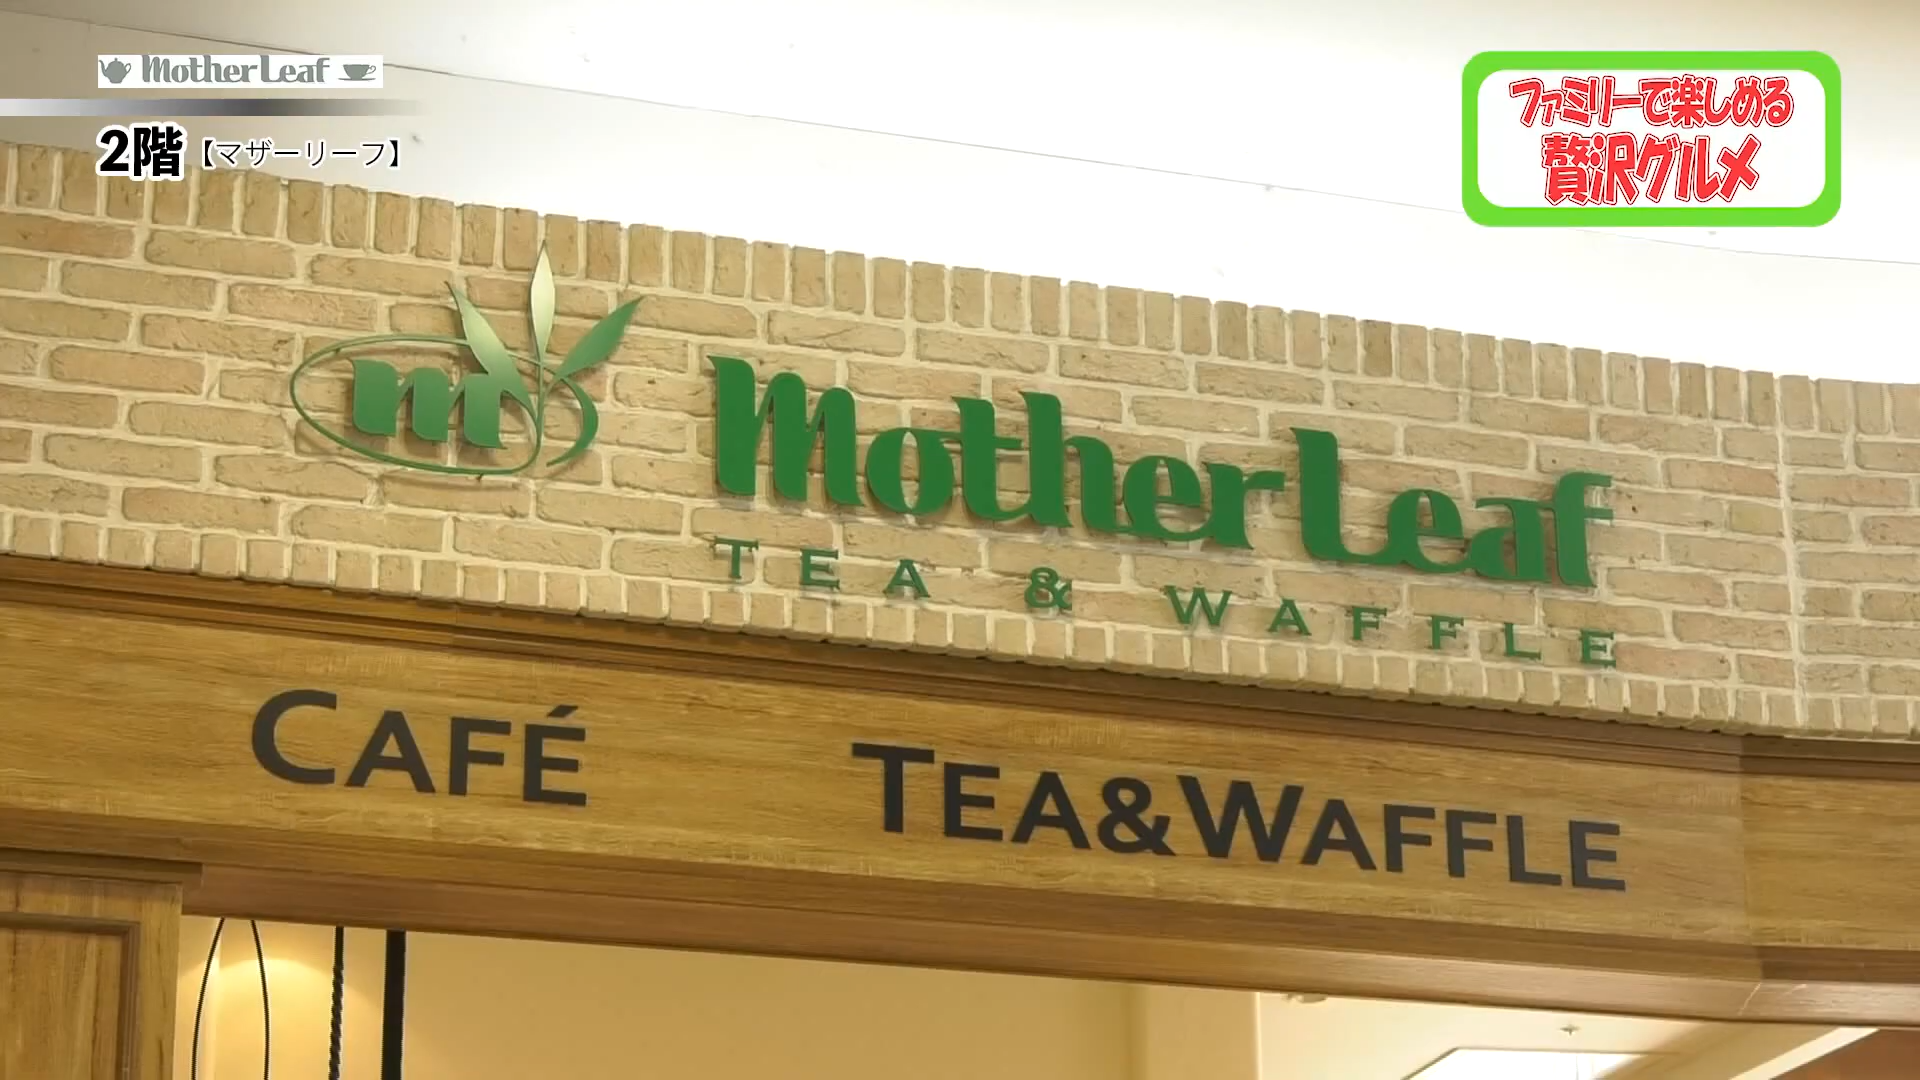 Mother Leaf
2階【マザーリーフ】
ファミリーで楽しめる
贅沢グルメ
m
Mother Leaf
TEA & WAFFLE
CAFÉ TEA&WAFFLE